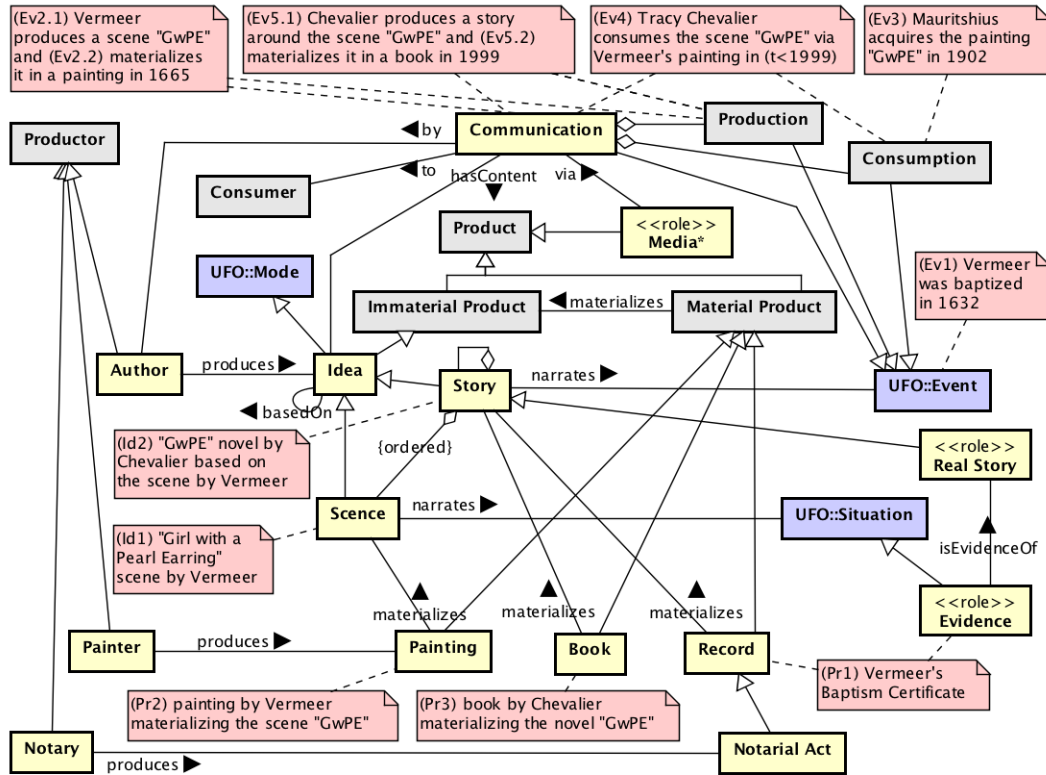 (Ev2.1) Vermeer
produces a scene "GwPE"
and (Ev2.2) materializes
it in a painting in 1665
(Ev5.1) Chevalier produces a story
around the scene "GwPE" and (Ev5.2)
materializes it in a book in 1999
(Ev4) Tracy Chevalier
consumes the scene "GwPE" via
Vermeer's painting in (t<1999)
(Ev3) Mauritshius
acquires the painting
"GwPE" in 1902
Productor
by
Communication
Production
Consumption
to
hasContent
via
Consumer
Product
<<role>>
Media*
UFO::Mode
(Ev1) Vermeer
was baptized
in 1632
Immaterial Product
materializes
Material Product
Author
produces
Idea
Story
narrates
UFO::Event
basedOn
(Id2) "GwPE" novel by
Chevalier based on
the scene by Vermeer
{ordered}
<<role>>
Real Story
Scence
narrates
UFO::Situation
(Id1) "Girl with a
Pearl Earring"
scene by Vermeer
isEvidenceOf
materializes
materializes
materializes
<<role>>
Evidence
Painter
produces
Painting
Book
Record
(Pr1) Vermeer's
Baptism Certificate
(Pr2) painting by Vermeer
materializing the scene "GwPE"
(Pr3) book by Chevalier
materializing the novel "GwPE"
Notary
produces
Notarial Act